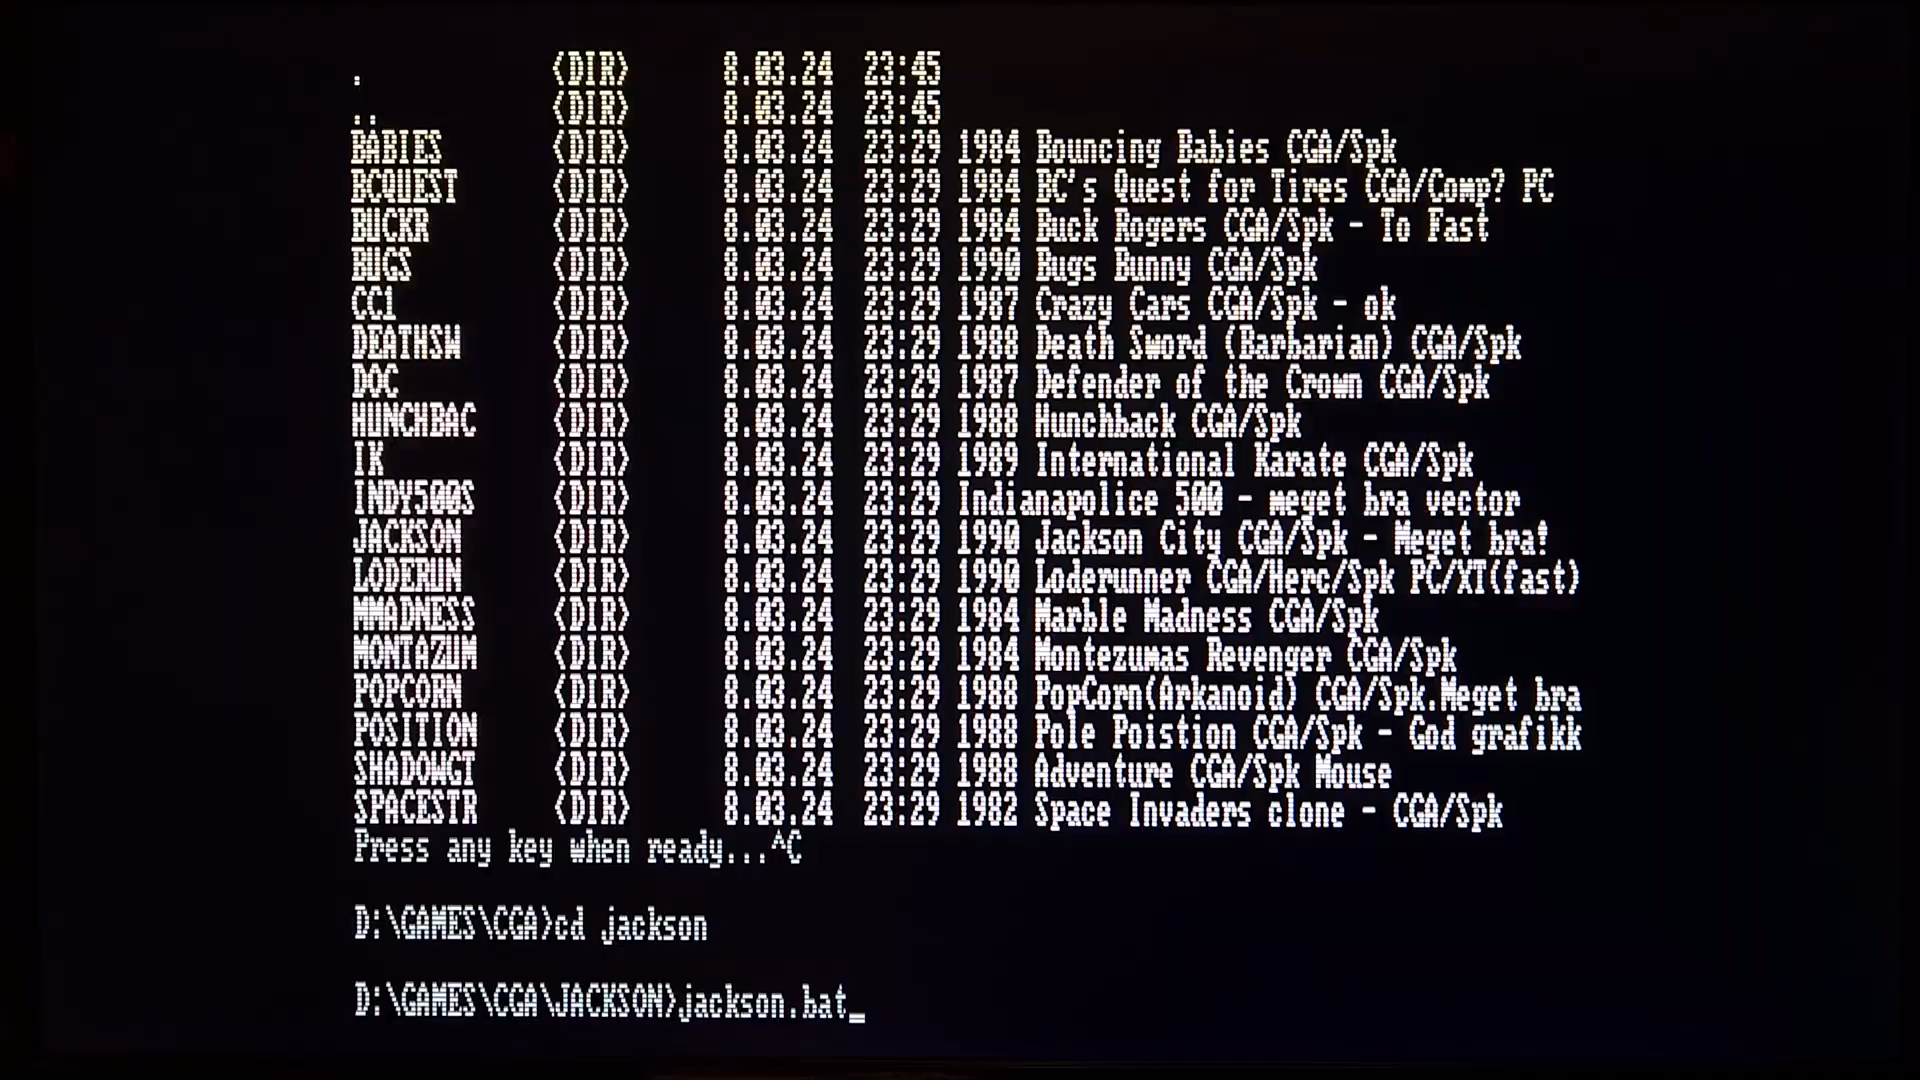 . <DIR> 8.03.24 23:45
.. <DIR> 8.03.24 23:45
BABIES <DIR> 8.03.24 23:29 1984 Bouncing Babies CGA/Spk
BCQUEST <DIR> 8.03.24 23:29 1984 BC's Quest for Tires CGA/Comp? PC
BUCKR <DIR> 8.03.24 23:29 1984 Buck Rogers CGA/Spk - To Fast
BUGS <DIR> 8.03.24 23:29 1990 Bugs Bunny CGA/Spk
CC1 <DIR> 8.03.24 23:29 1987 Crazy Cars CGA/Spk - ok
DEATHSW <DIR> 8.03.24 23:29 1988 Death Sword (Barbarian) CGA/Spk
DOC <DIR> 8.03.24 23:29 1987 Defender of the Crown CGA/Spk
HUNCHBAC <DIR> 8.03.24 23:29 1988 Hunchback CGA/Spk
IK <DIR> 8.03.24 23:29 1989 International Karate CGA/Spk
INDY500S <DIR> 8.03.24 23:29 Indianapolice 500 - meget bra vector
JACKSON <DIR> 8.03.24 23:29 1990 Jackson City CGA/Spk - Meget bra!
LODERUN <DIR> 8.03.24 23:29 1990 Loderunner CGA/Herc/Spk PC/XT(fast)
MMADNESS <DIR> 8.03.24 23:29 1984 Marble Madness CGA/Spk
MONTAZUM <DIR> 8.03.24 23:29 1984 Montezumas Revenger CGA/Spk
POPCORN <DIR> 8.03.24 23:29 1988 PopCorn(Arkanoid) CGA/Spk.Meget bra
POSITION <DIR> 8.03.24 23:29 1988 Pole Poistion CGA/Spk - God grafikk
SHADOWGT <DIR> 8.03.24 23:29 1988 Adventure CGA/Spk Mouse
SPACESTR <DIR> 8.03.24 23:29 1982 Space Invaders clone - CGA/Spk
Press any key when ready...^C
D:\GAMES\CGA>cd jackson
D:\GAMES\CGA\JACKSON>jackson.bat_